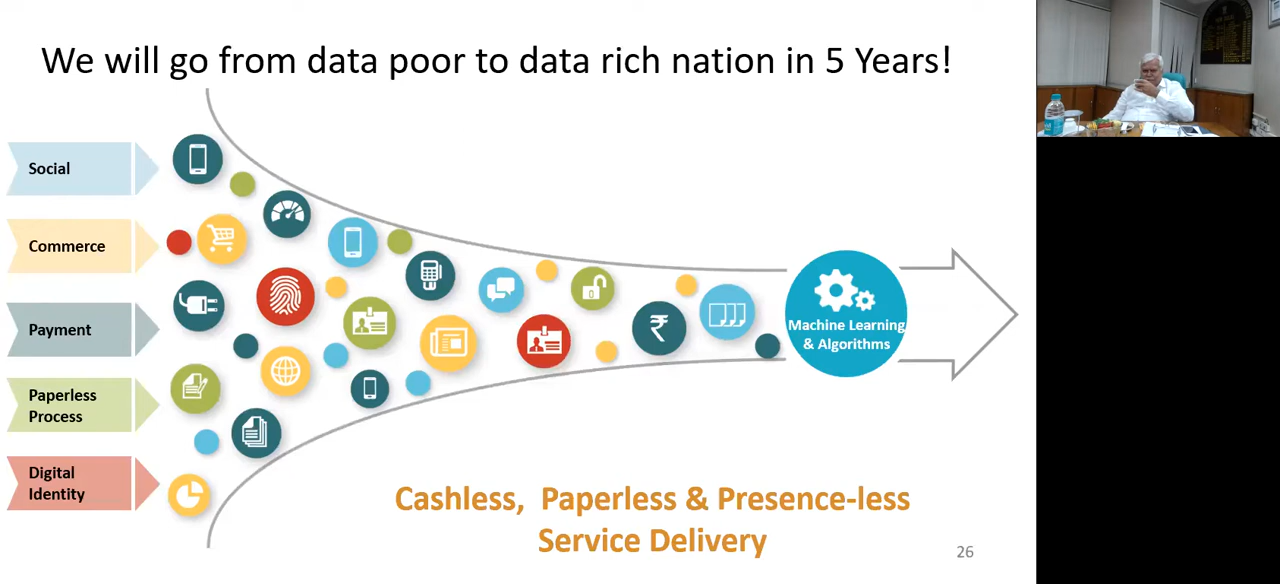 We will go from data poor to data rich nation in 5 Years!
Social
Commerce
Payment
Paperless
Process
Digital
Identity
₹
Machine Learning
& Algorithms
Cashless, Paperless & Presence-less
Service Delivery
26